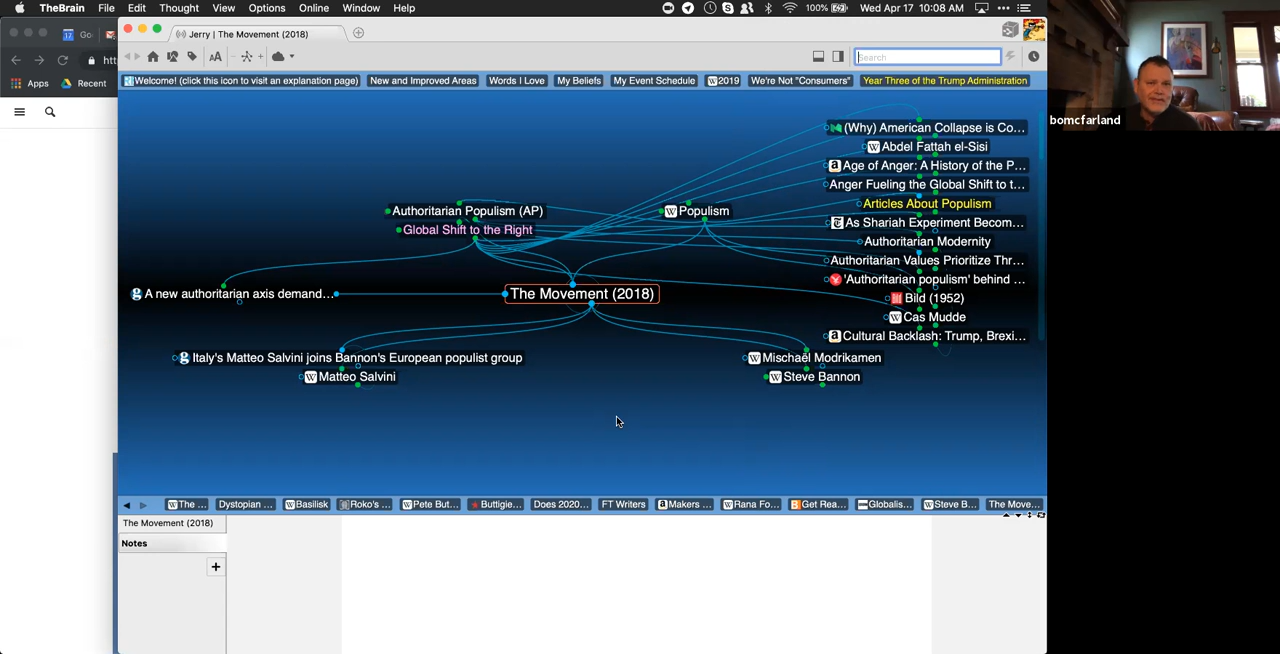 TheBrain File Edit Thought View Options Online Window Help 100% Wed Apr 17 10:08 AM
Jerry | The Movement (2018)
Apps Recent
AA Search
Welcome! (click this icon to visit an explanation page) New and Improved Areas Words I Love My Beliefs My Event Schedule 2019 We're Not "Consumers" Year Three of the Trump Administration
bomcfarland
(Why) American Collapse is Co...
Abdel Fattah el-Sisi
Age of Anger: A History of the P...
Anger Fueling the Global Shift to t...
Articles About Populism
As Shariah Experiment Becom...
Authoritarian Modernity
Authoritarian Values Prioritize Thr...
'Authoritarian populism' behind ...
Bild (1952)
Cas Mudde
Cultural Backlash: Trump, Brexi...
Authoritarian Populism (AP)
Populism
Global Shift to the Right
A new authoritarian axis demand...
The Movement (2018)
Italy's Matteo Salvini joins Bannon's European populist group
Mischaël Modrikamen
Matteo Salvini
Steve Bannon
The ... Dystopian ... Basilisk Roko's ... Pete But... Buttigie... Does 2020... FT Writers Makers ... Rana Fo... Get Rea... Globalis... Steve B... The Move...
The Movement (2018)
Notes